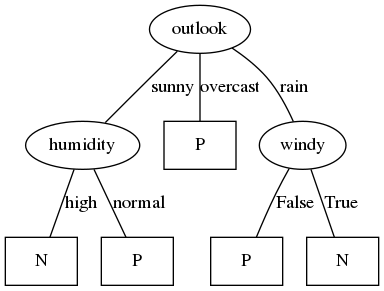 outlook
sunny overcast rain
humidity P windy
high normal False True
N P P N